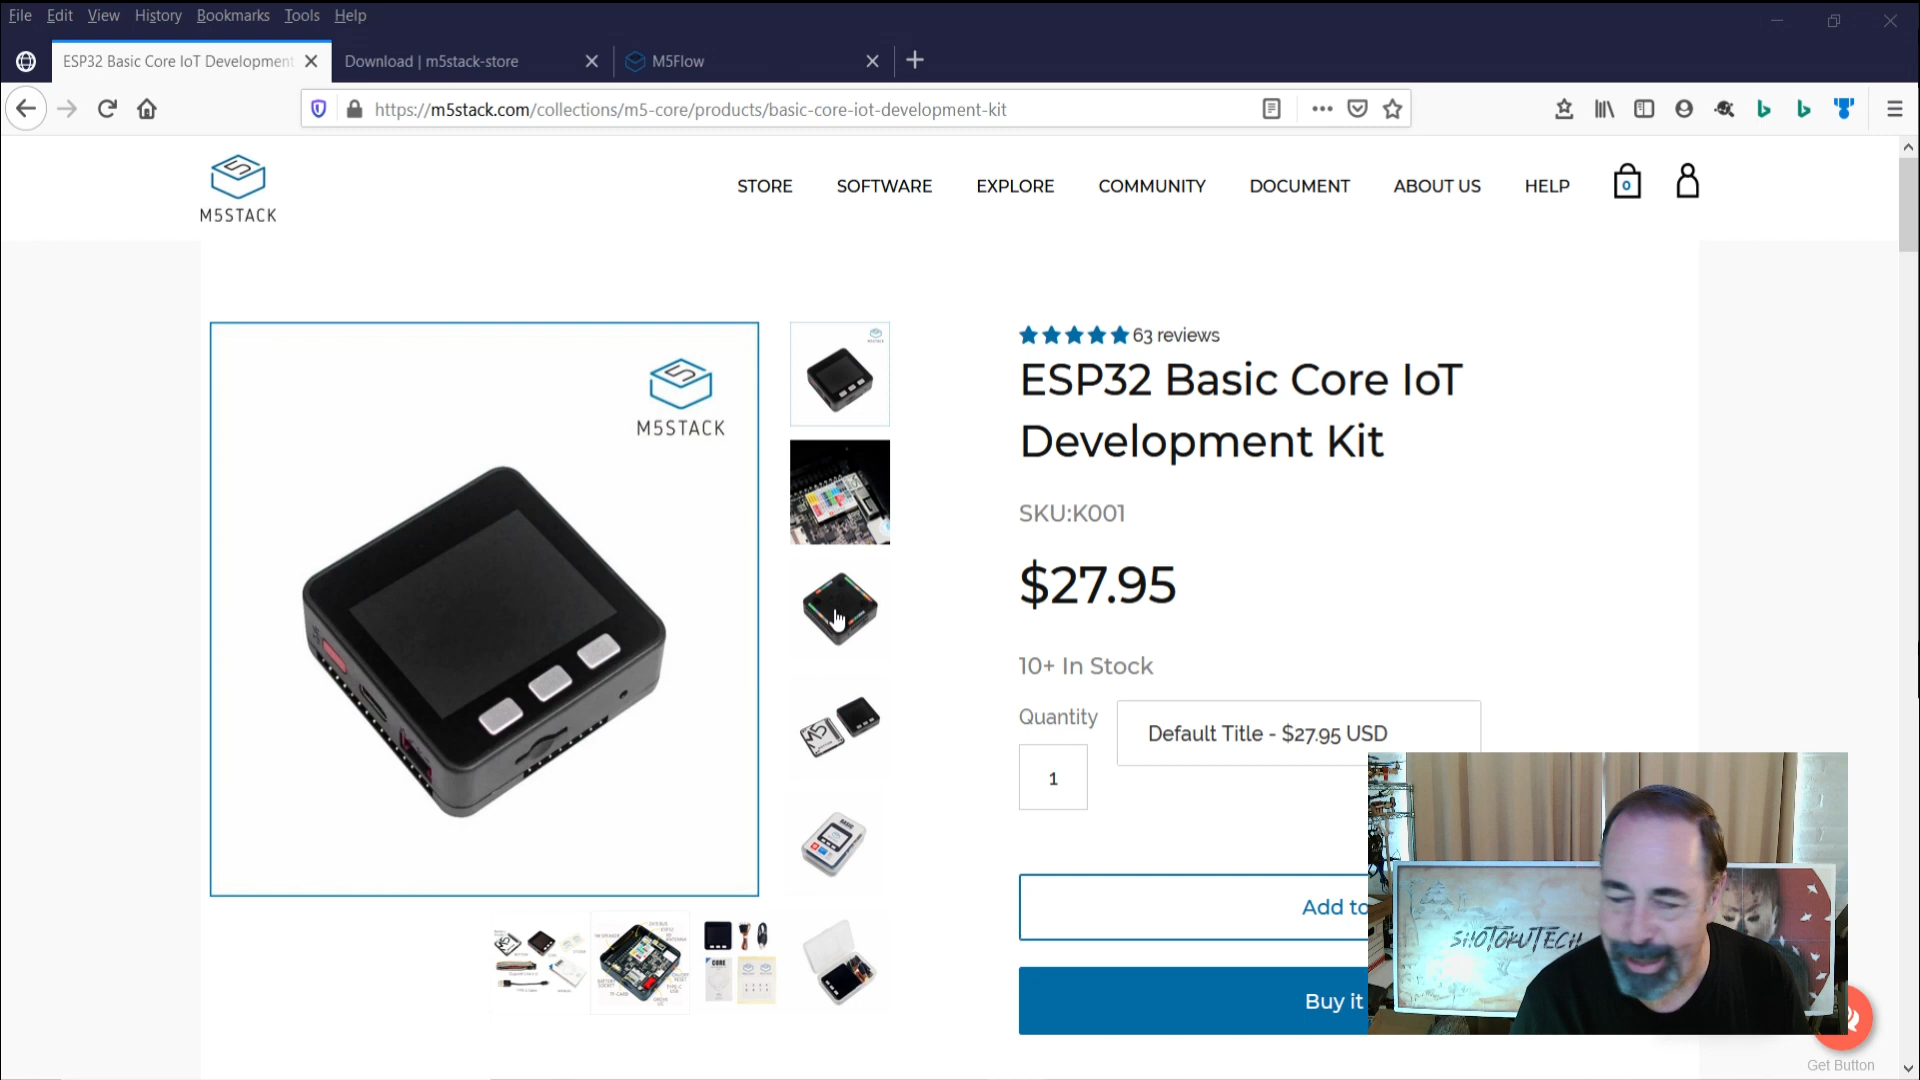 File Edit View History Bookmarks Tools Help
ESP32 Basic Core IoT Development
Download | m5stack-store
M5Flow
https://m5stack.com/collections/m5-core/products/basic-core-iot-development-kit
M5STACK
STORE
SOFTWARE
EXPLORE
COMMUNITY
DOCUMENT
ABOUT US
HELP
0
5
M5STACK
63 reviews
ESP32 Basic Core IoT
Development Kit
SKU:K001
$27.95
10+ In Stock
Quantity
Default Title - $27.95 USD
1
Add to
Buy it
SHOTOKUTECH
BASIC
CORE
Get Button